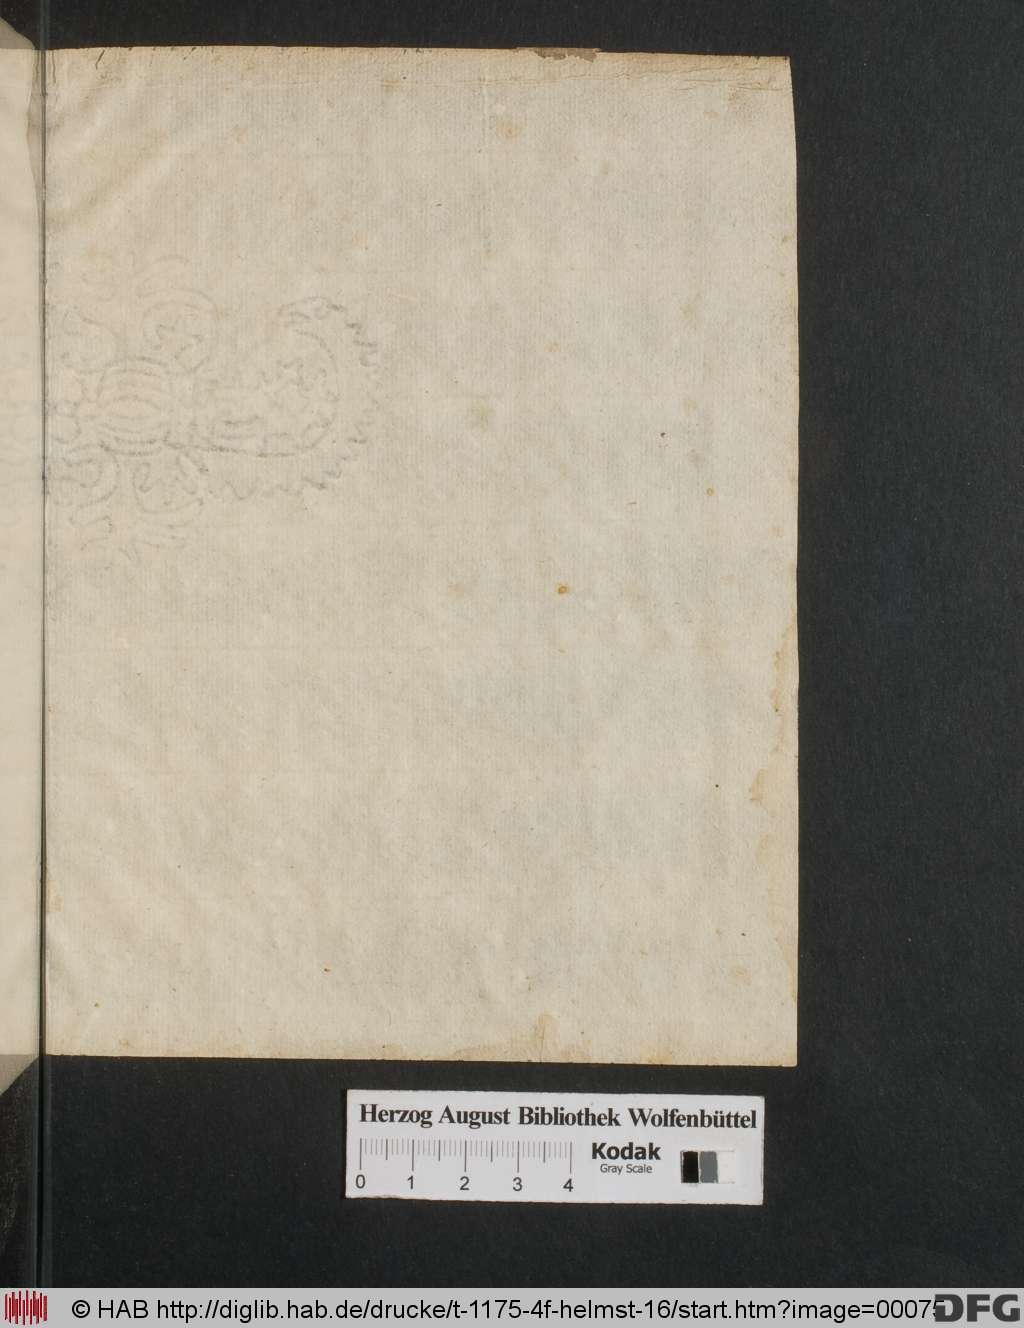 Herzog August Bibliothek Wolfenbüttel
Kodak
Gray Scale
0 1 2 3 4
© HAB http://diglib.hab.de/drucke/t-1175-4f-helmst-16/start.htm?image=00075
DFG